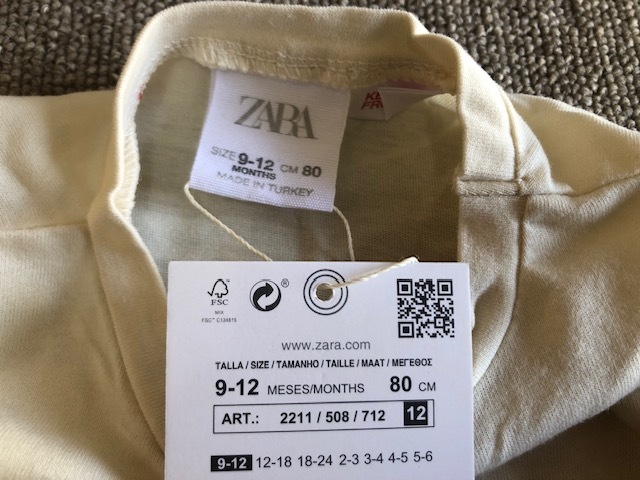 ZARA
SIZE 9-12 CM 80
MONTHS
MADE IN TURKEY
FSC
MIX
FSC™ C134815
®
www.zara.com
TALLA / SIZE / TAMANHO / TAILLE / MAAT / ΜΕΓΕΘΟΣ
9-12 MESES/MONTHS 80 CM
ART.: 2211 / 508 / 712 12
9-12 12-18 18-24 2-3 3-4 4-5 5-6